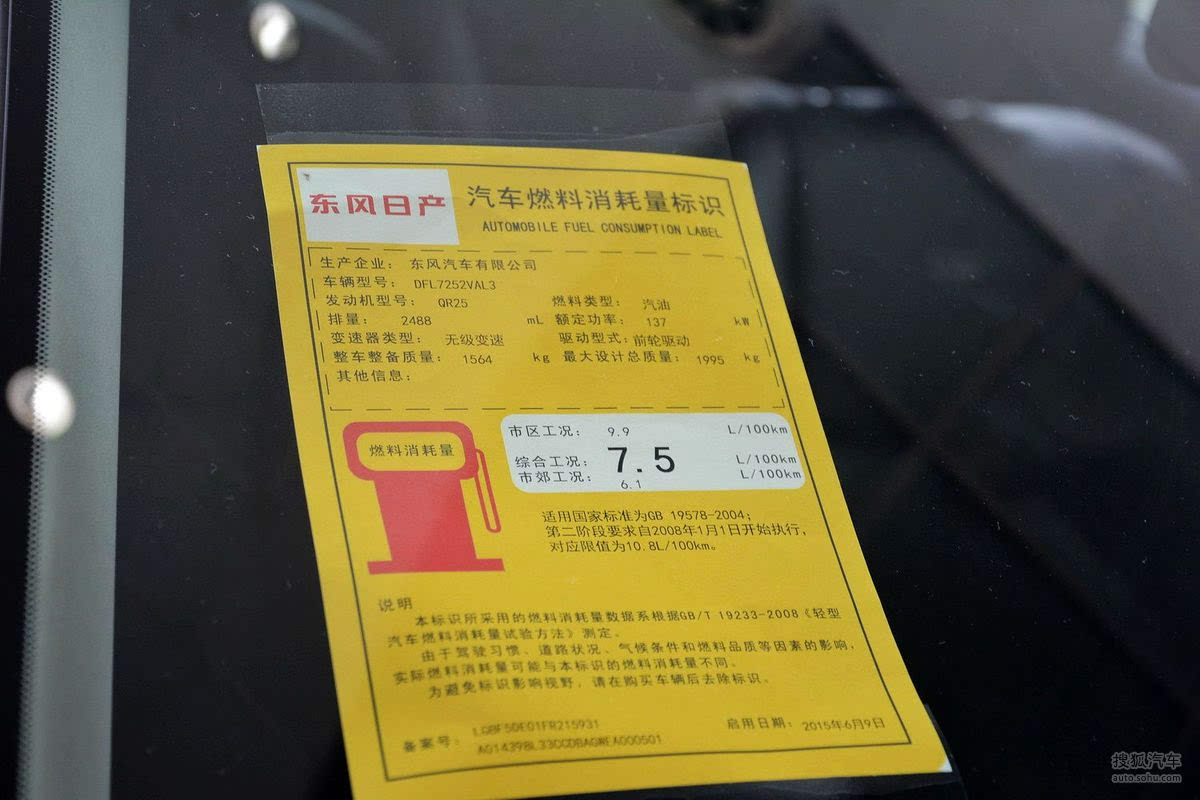 东风日产
汽车燃料消耗量标识
AUTOMOBILE FUEL CONSUMPTION LABEL
生产企业： 东风汽车有限公司
车辆型号： DFL7252VAL3
发动机型号： QR25 燃料类型： 汽油
排量： 2488 mL 额定功率： 137 kW
变速器类型： 无级变速 驱动型式：前轮驱动
整车整备质量： 1564 kg 最大设计总质量： 1995 kg
其他信息：
燃料消耗量
市区工况： 9.9 L/100km
综合工况： 7.5 L/100km
市郊工况： 6.1 L/100km
适用国家标准为GB 19578-2004；
第二阶段要求自2008年1月1日开始执行，
对应限值为10.8L/100km。
说明
本标识所采用的燃料消耗量数据系根据GB/T 19233-2008《轻型
汽车燃料消耗量试验方法》测定。
由于驾驶习惯、道路状况、气候条件和燃料品质等因素的影响，
实际燃料消耗量可能与本标识的燃料消耗量不同。
为避免标识影响视野，请在购买车辆后去除标识。
备案号： LGBF5DE01FR215931
启用日期： 2015年6月9日
搜狐汽车
auto.sohu.com